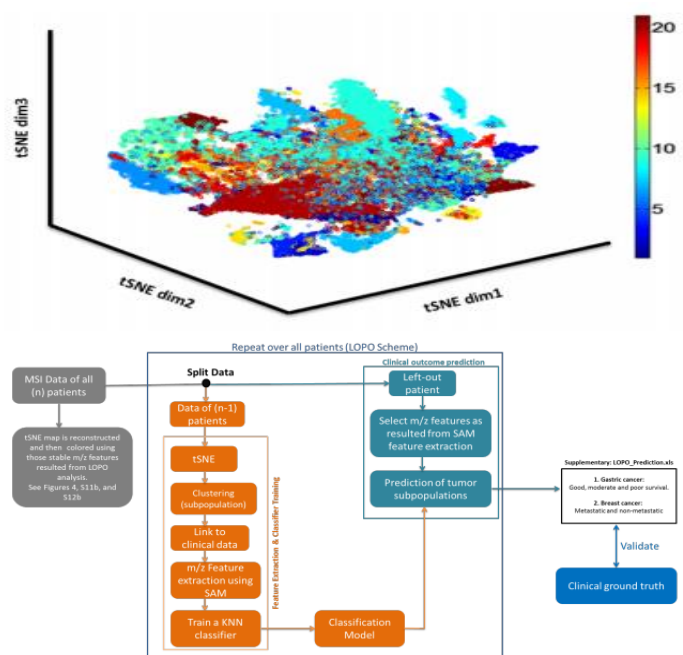 20
15
10
5
tSNE dim3
tSNE dim2
tSNE dim1
Repeat over all patients (LOPO Scheme)
MSI Data of all
(n) patients
tSNE map is reconstructed
and then colored using
those stable m/z features
resulted from LOPO
analysis.
See Figures 4, S11b, and
S12b
Split Data
Data of (n-1)
patients
tSNE
Clustering
(subpopulation)
Link to
clinical data
m/z Feature
extraction using
SAM
Train a KNN
classifier
Feature Extraction & Classifier Training
Classification
Model
Clinical outcome prediction
Left-out
patient
Select m/z features as
resulted from SAM
feature extraction
Prediction of tumor
subpopulations
Supplementary: LOPO_Prediction.xls
1. Gastric cancer:
Good, moderate and poor survival.
2. Breast cancer:
Metastatic and non-metastatic
Validate
Clinical ground truth